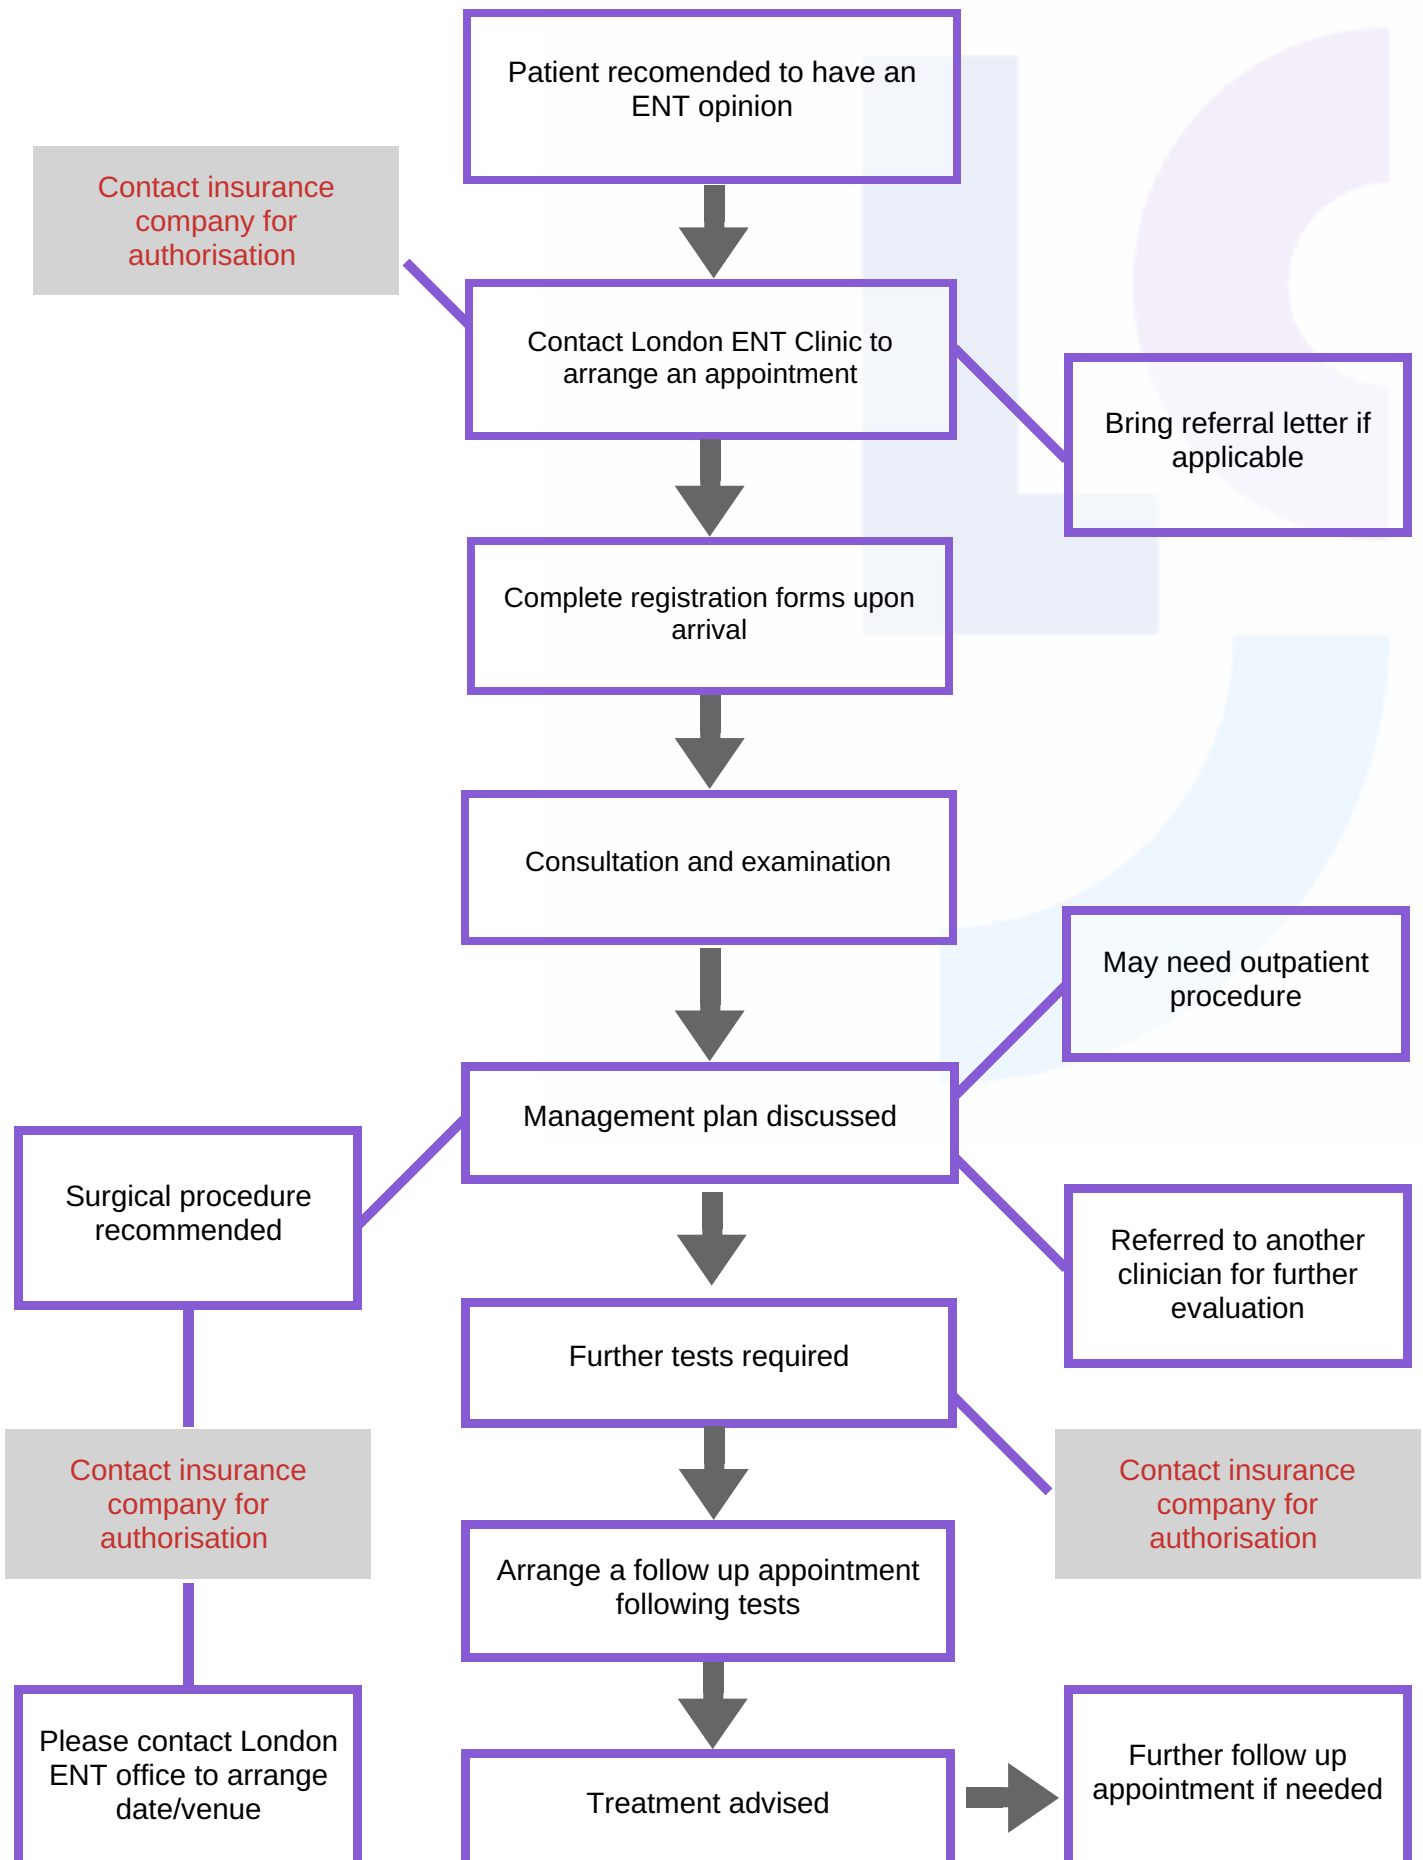 Patient recomended to have an
ENT opinion
Contact insurance
company for
authorisation
Contact London ENT Clinic to
arrange an appointment
Bring referral letter if
applicable
Complete registration forms upon
arrival
Consultation and examination
May need outpatient
procedure
Management plan discussed
Surgical procedure
recommended
Referred to another
clinician for further
evaluation
Further tests required
Contact insurance
company for
authorisation
Contact insurance
company for
authorisation
Arrange a follow up appointment
following tests
Please contact London
ENT office to arrange
date/venue
Treatment advised
Further follow up
appointment if needed